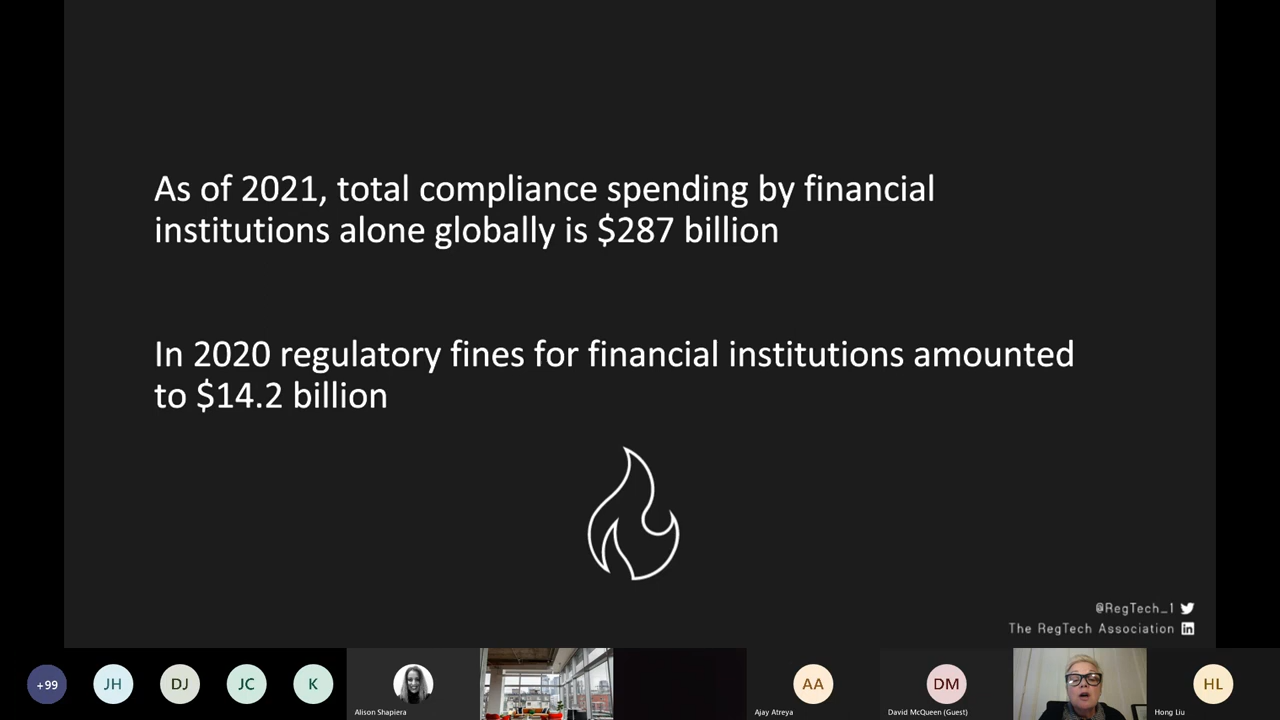 As of 2021, total compliance spending by financial
institutions alone globally is $287 billion
In 2020 regulatory fines for financial institutions amounted
to $14.2 billion
@RegTech_1
The RegTech Association
+99
JH
DJ
JC
K
Alison Shapiera
AA
Ajay Atreya
DM
David McQueen (Guest)
HL
Hong Liu